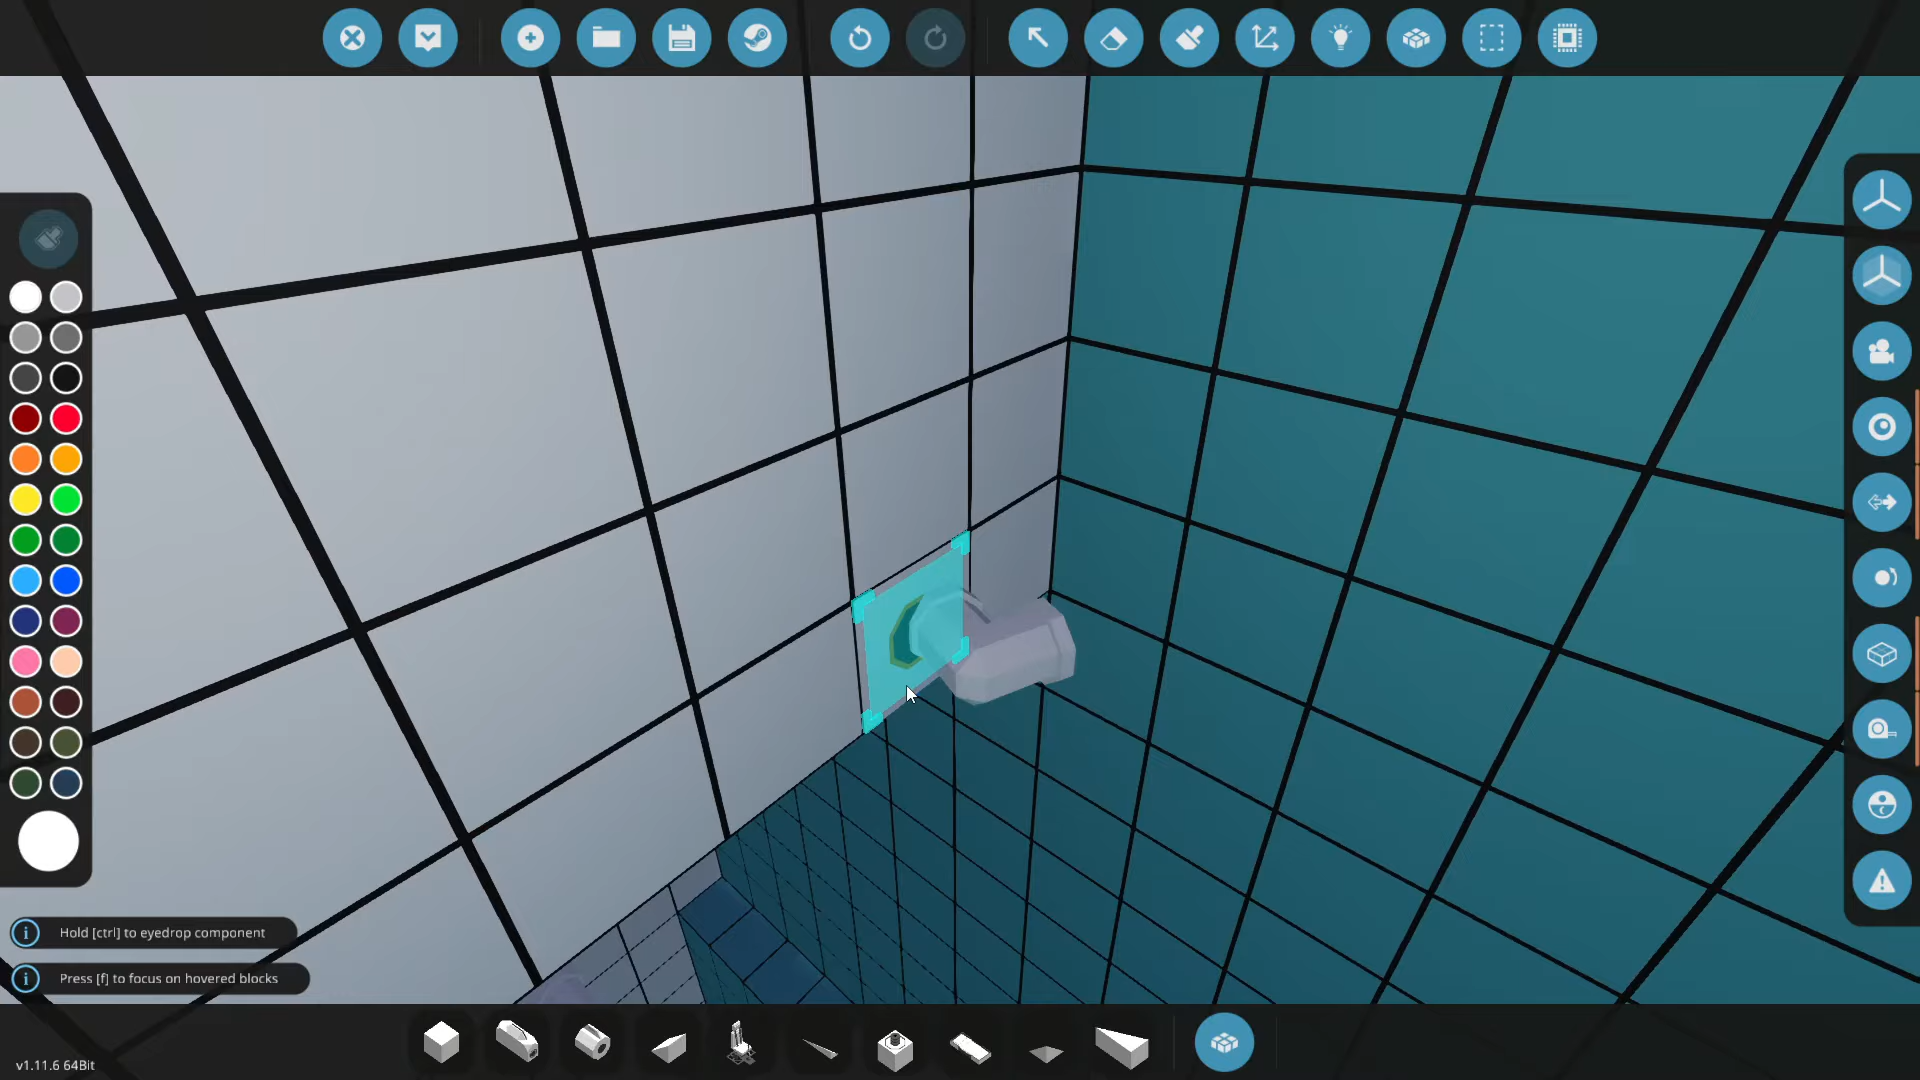 Hold [ctrl] to eyedrop component
Press [f] to focus on hovered blocks
v1.11.6 64Bit